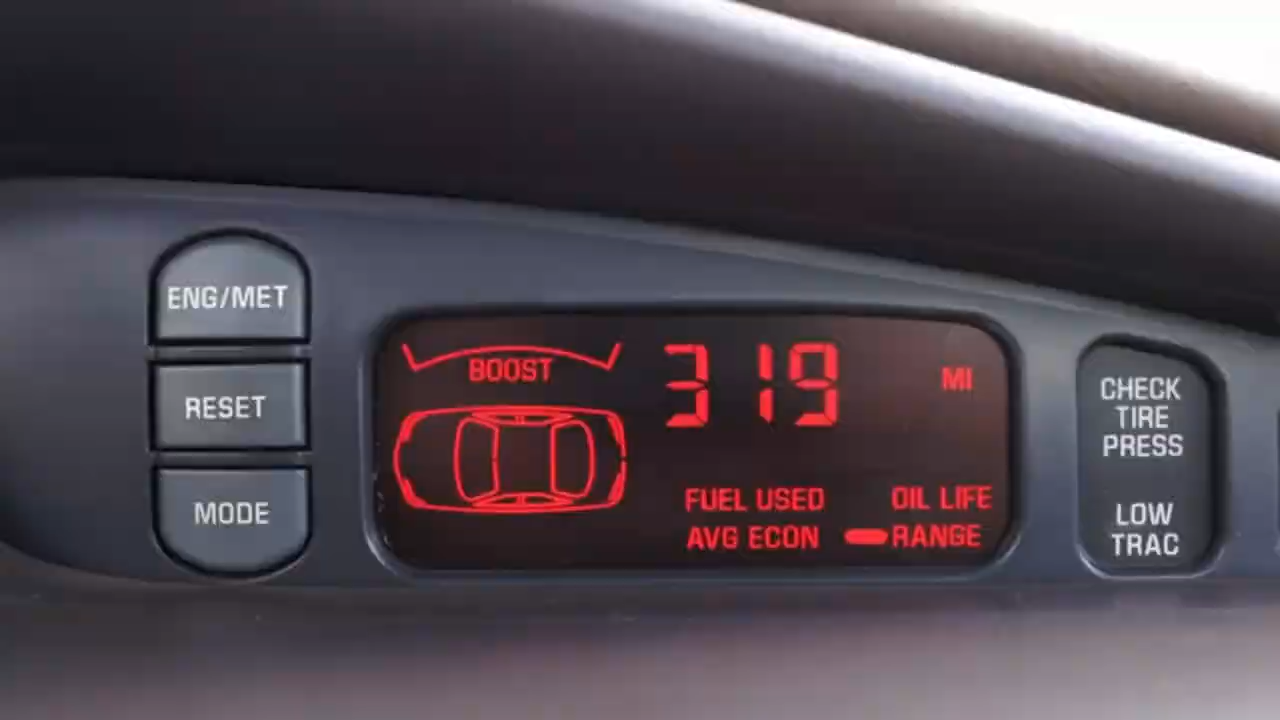 ENG/MET
RESET
MODE
BOOST
319 MI
FUEL USED OIL LIFE
AVG ECON RANGE
CHECK
TIRE
PRESS
LOW
TRAC